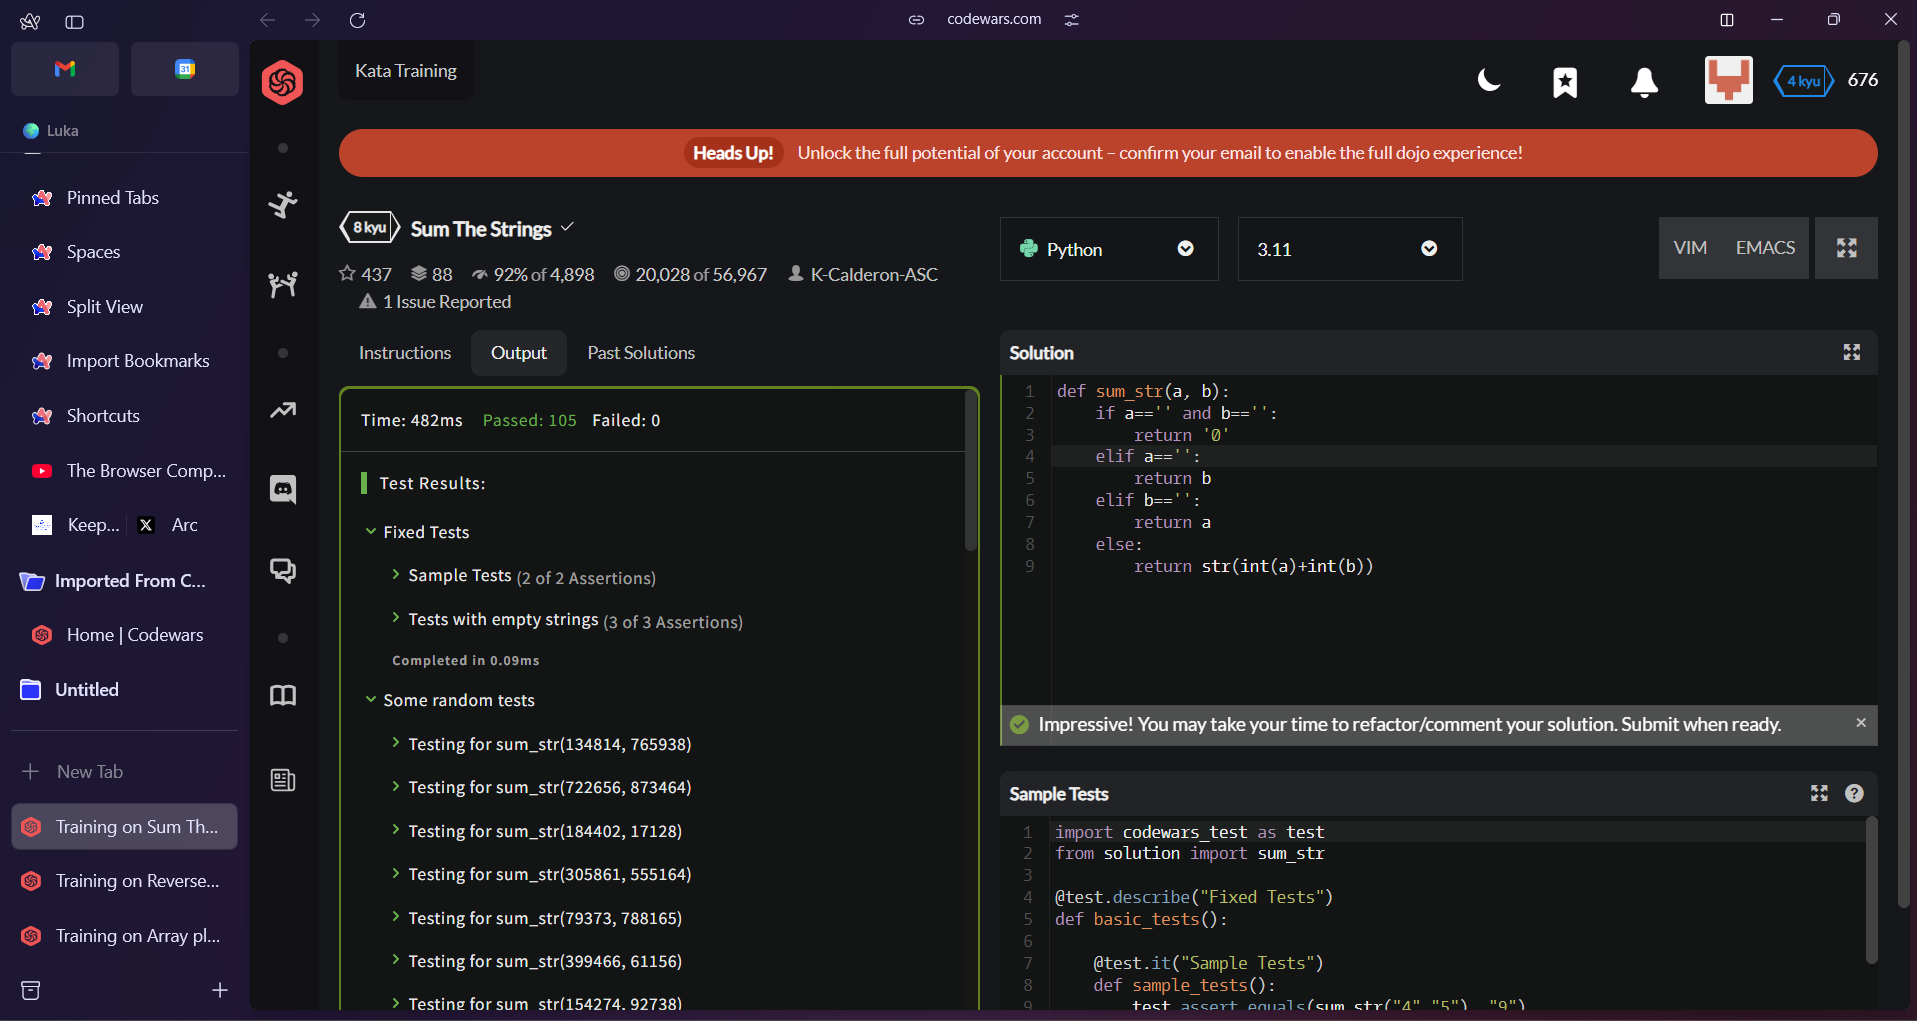 codewars.com
31
Luka
Pinned Tabs
Spaces
Split View
Import Bookmarks
Shortcuts
The Browser Comp...
Keep...
X
Arc
Imported From C...
Home | Codewars
Untitled
New Tab
Training on Sum Th...
Training on Reverse...
Training on Array pl...
Kata Training
4 kyu
676
Heads Up! Unlock the full potential of your account – confirm your email to enable the full dojo experience!
8 kyu
Sum The Strings
437 88 92% of 4,898 20,028 of 56,967 K-Calderon-ASC
1 Issue Reported
Python
3.11
VIM EMACS
Instructions
Output
Past Solutions
Time: 482ms Passed: 105 Failed: 0
Test Results:
Fixed Tests
Sample Tests (2 of 2 Assertions)
Tests with empty strings (3 of 3 Assertions)
Completed in 0.09ms
Some random tests
Testing for sum_str(134814, 765938)
Testing for sum_str(722656, 873464)
Testing for sum_str(184402, 17128)
Testing for sum_str(305861, 555164)
Testing for sum_str(79373, 788165)
Testing for sum_str(399466, 61156)
Testing for sum_str(154274, 92738)
Solution
1 def sum_str(a, b):
2 if a=='' and b=='':
3 return '0'
4 elif a=='':
5 return b
6 elif b=='':
7 return a
8 else:
9 return str(int(a)+int(b))
Impressive! You may take your time to refactor/comment your solution. Submit when ready.
Sample Tests
?
1 import codewars_test as test
2 from solution import sum_str
3
4 @test.describe("Fixed Tests")
5 def basic_tests():
6
7 @test.it("Sample Tests")
8 def sample_tests():
9 test.assert_equals(sum_str("4","5"), "9")